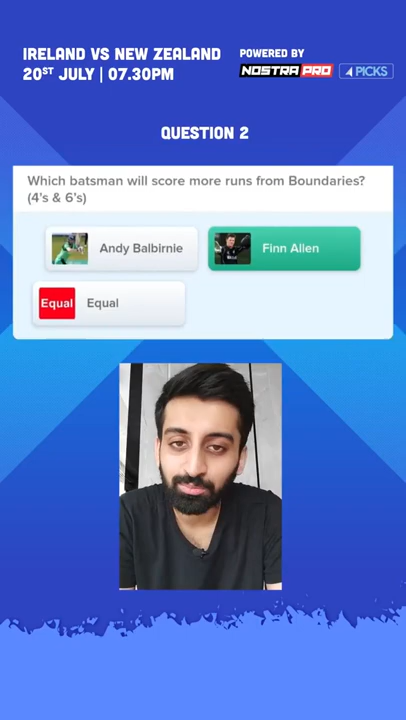 IRELAND VS NEW ZEALAND
20ST JULY | 07.30PM
POWERED BY
NOSTRA PRO PICKS
QUESTION 2
Which batsman will score more runs from Boundaries?
(4's & 6's)
Andy Balbirnie
Finn Allen
Equal Equal